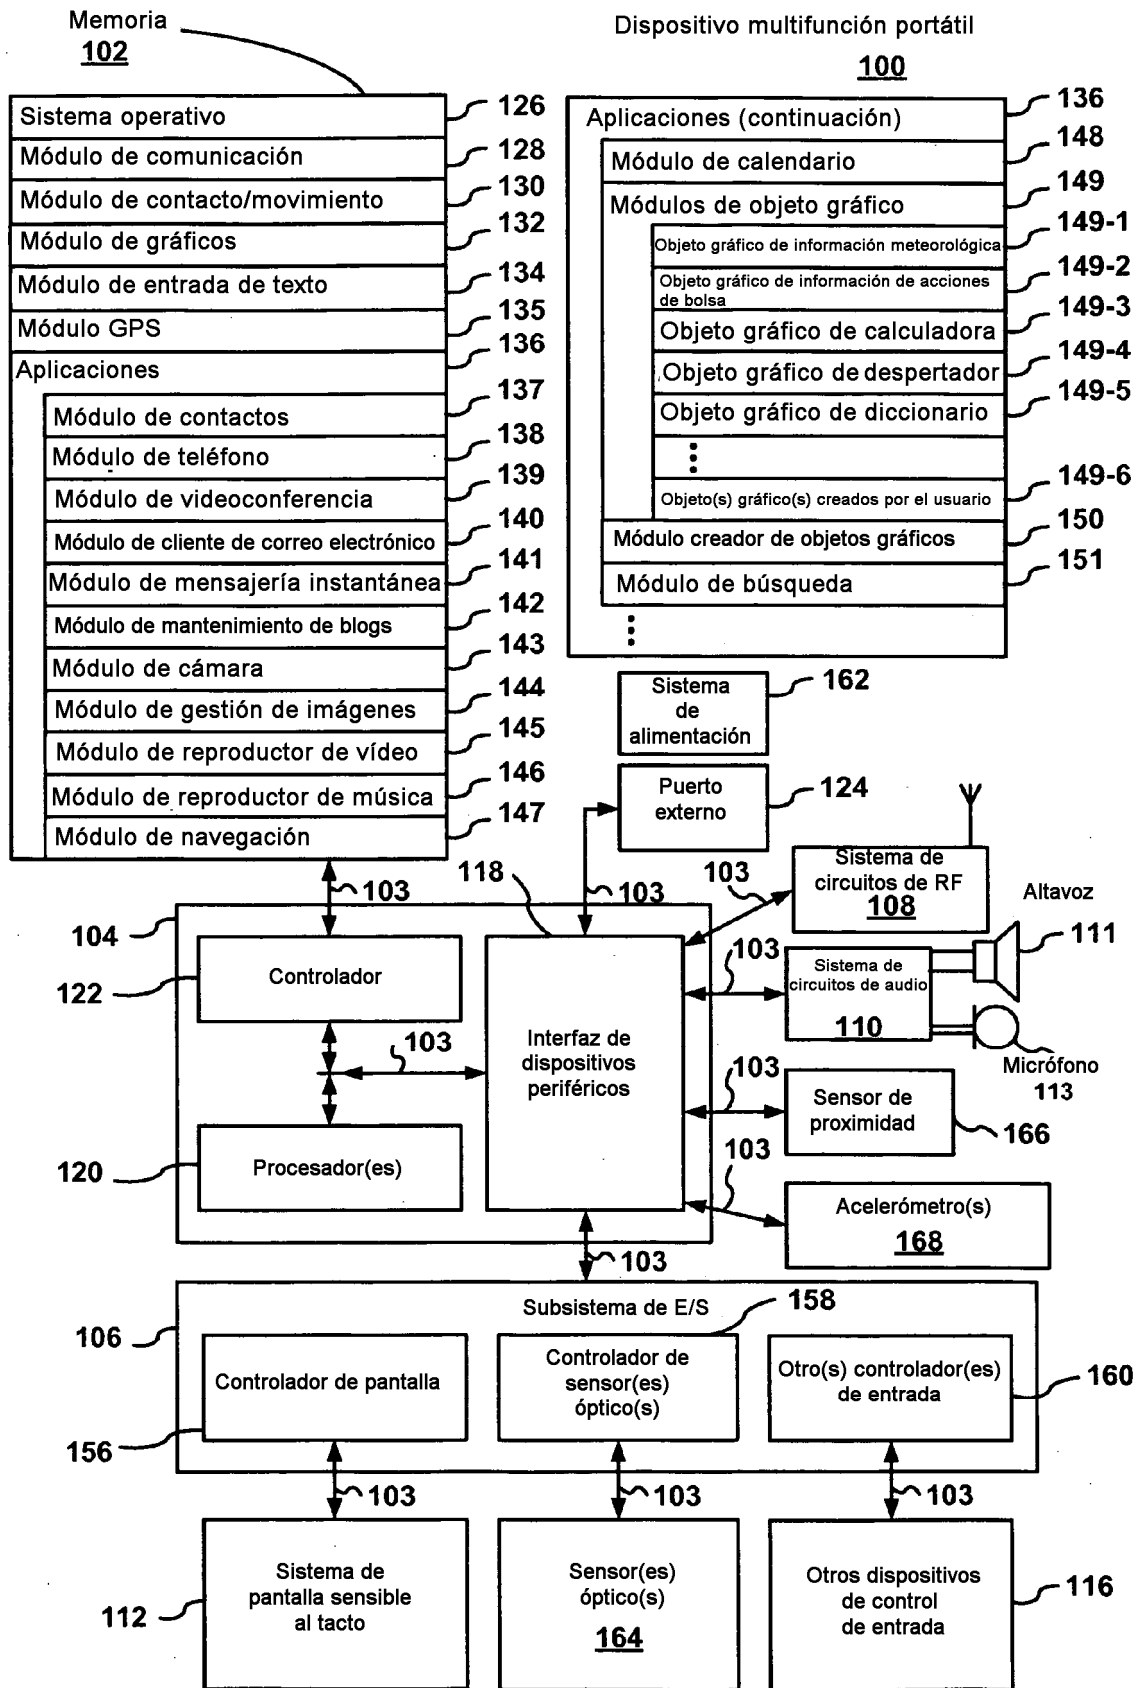 Memoria
102
Dispositivo multifunción portátil
100
Sistema operativo 126
Módulo de comunicación 128
Módulo de contacto/movimiento 130
Módulo de gráficos 132
Módulo de entrada de texto 134
Módulo GPS 135
Aplicaciones 136
Módulo de contactos 137
Módulo de teléfono 138
Módulo de videoconferencia 139
Módulo de cliente de correo electrónico 140
Módulo de mensajería instantánea 141
Módulo de mantenimiento de blogs 142
Módulo de cámara 143
Módulo de gestión de imágenes 144
Módulo de reproductor de vídeo 145
Módulo de reproductor de música 146
Módulo de navegación 147
Aplicaciones (continuación) 136
Módulo de calendario 148
Módulos de objeto gráfico 149
Objeto gráfico de información meteorológica 149-1
Objeto gráfico de información de acciones
de bolsa 149-2
Objeto gráfico de calculadora 149-3
Objeto gráfico de despertador 149-4
Objeto gráfico de diccionario 149-5
Objeto(s) gráfico(s) creados por el usuario 149-6
Módulo creador de objetos gráficos 150
Módulo de búsqueda 151
Sistema
de
alimentación
162
Puerto
externo
124
103
118
103
103
Sistema de
circuitos de RF
108
Altavoz
111
104
Controlador
122
103
Interfaz de
dispositivos
periféricos
103
Sistema de
circuitos de audio
110
Micrófono
113
103
Sensor de
proximidad
166
Procesador(es)
120
103
Acelerómetro(s)
168
103
Subsistema de E/S
106
158
Controlador de pantalla
156
Controlador de
sensor(es)
óptico(s)
Otro(s) controlador(es)
de entrada
160
103
103
103
Sistema de
pantalla sensible
al tacto
112
Sensor(es)
óptico(s)
164
Otros dispositivos
de control
de entrada
116